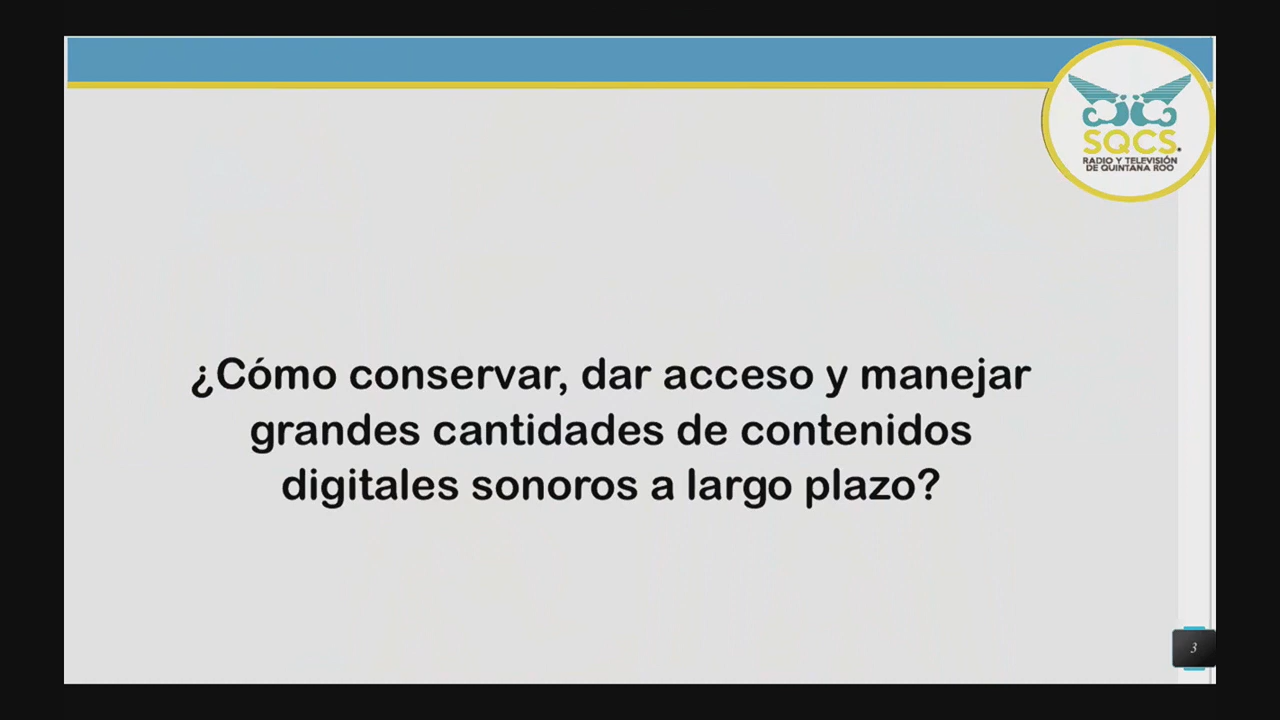 SQCS.
RADIO Y TELEVISIÓN
DE QUINTANA ROO
¿Cómo conservar, dar acceso y manejar
grandes cantidades de contenidos
digitales sonoros a largo plazo?
3